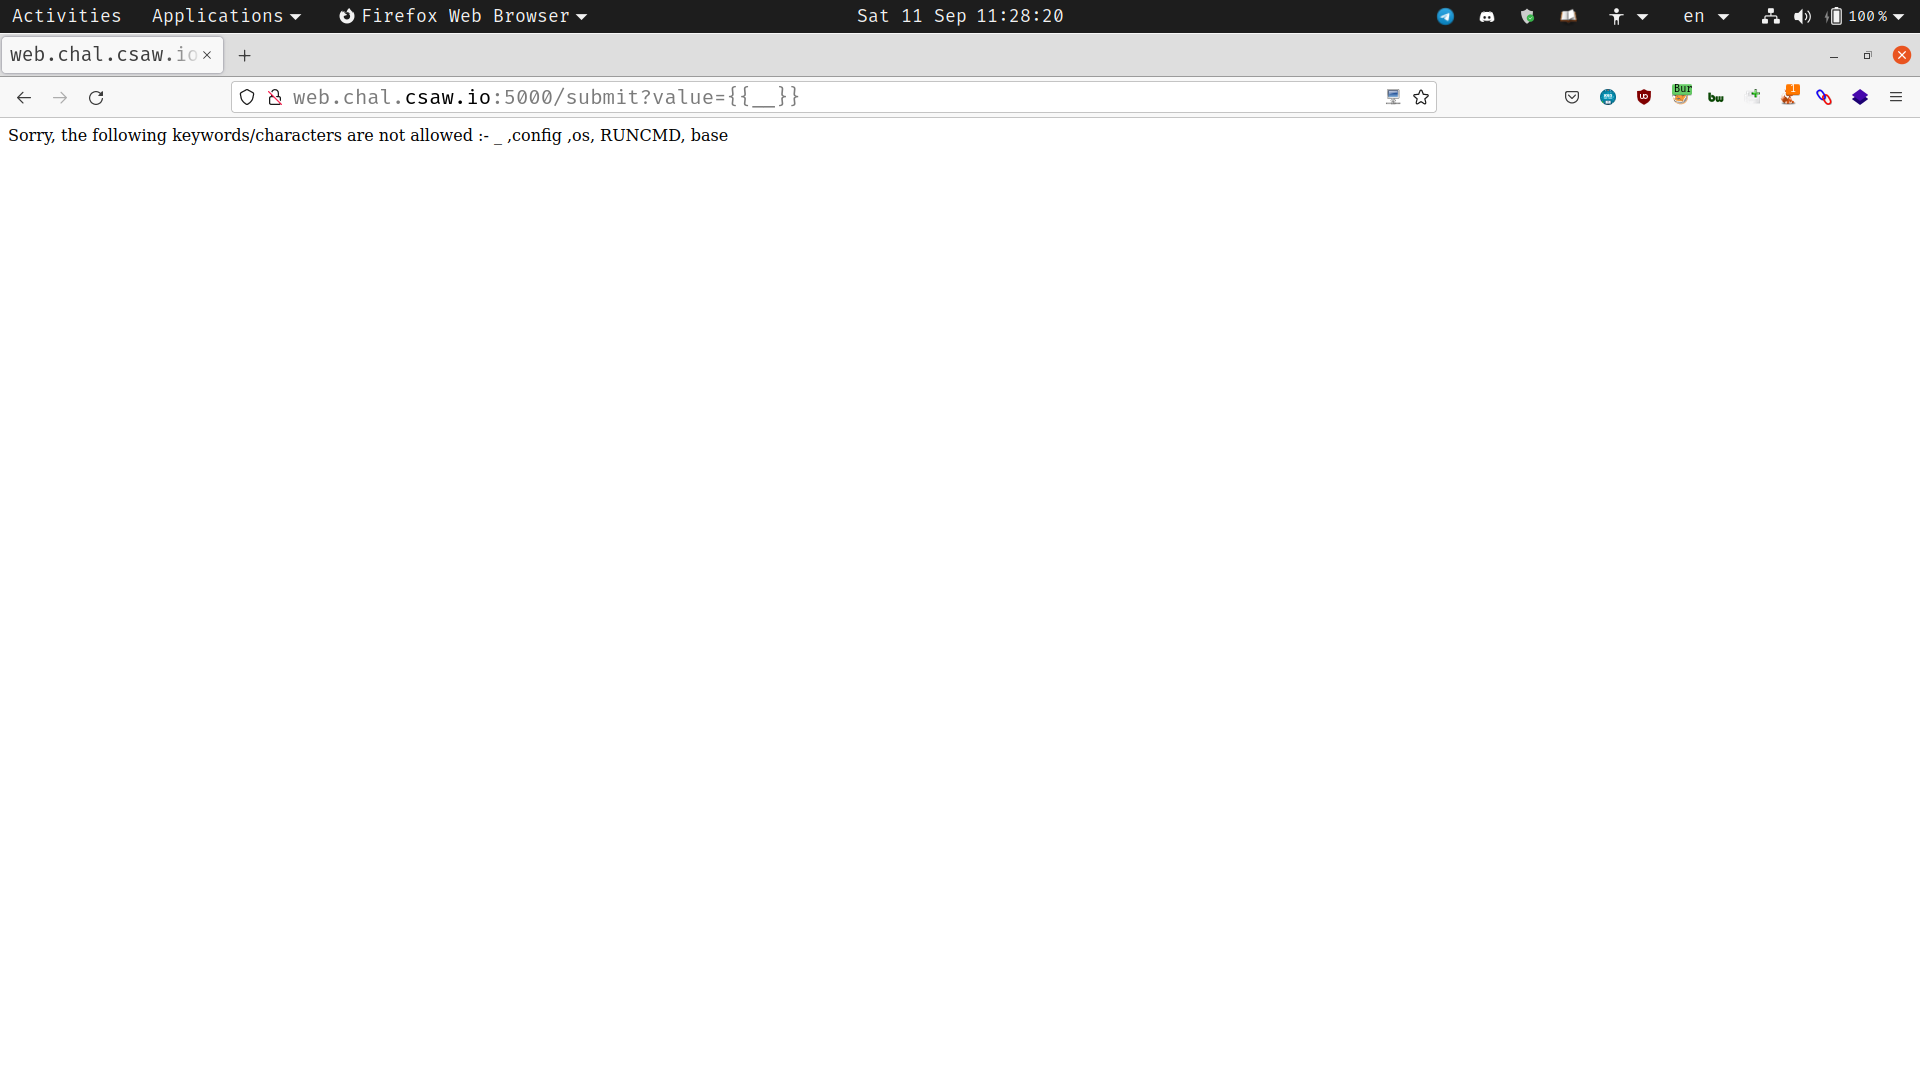 Activities Applications Firefox Web Browser Sat 11 Sep 11:28:20 en 100 %
web.chal.csaw.io
web.chal.csaw.io:5000/submit?value={{__}} UD Bur bw 1
Sorry, the following keywords/characters are not allowed :- _ ,config ,os, RUNCMD, base